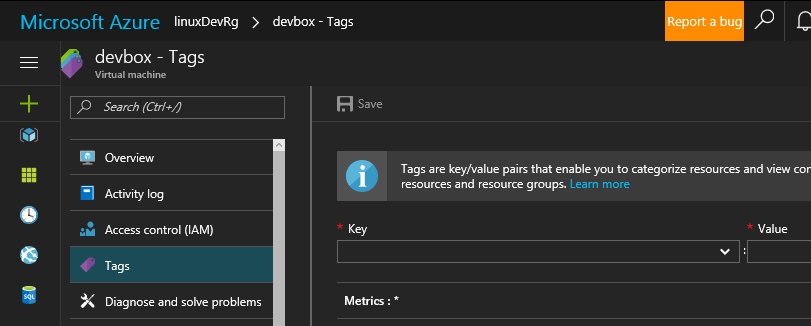 Microsoft Azure linuxDevRg > devbox - Tags Report a bug
devbox - Tags
Virtual machine
Search (Ctrl+/)
Save
Overview
Activity log
Access control (IAM)
Tags
Diagnose and solve problems
Tags are key/value pairs that enable you to categorize resources and view con
resources and resource groups. Learn more
* Key * Value
:
Metrics : *
SQL